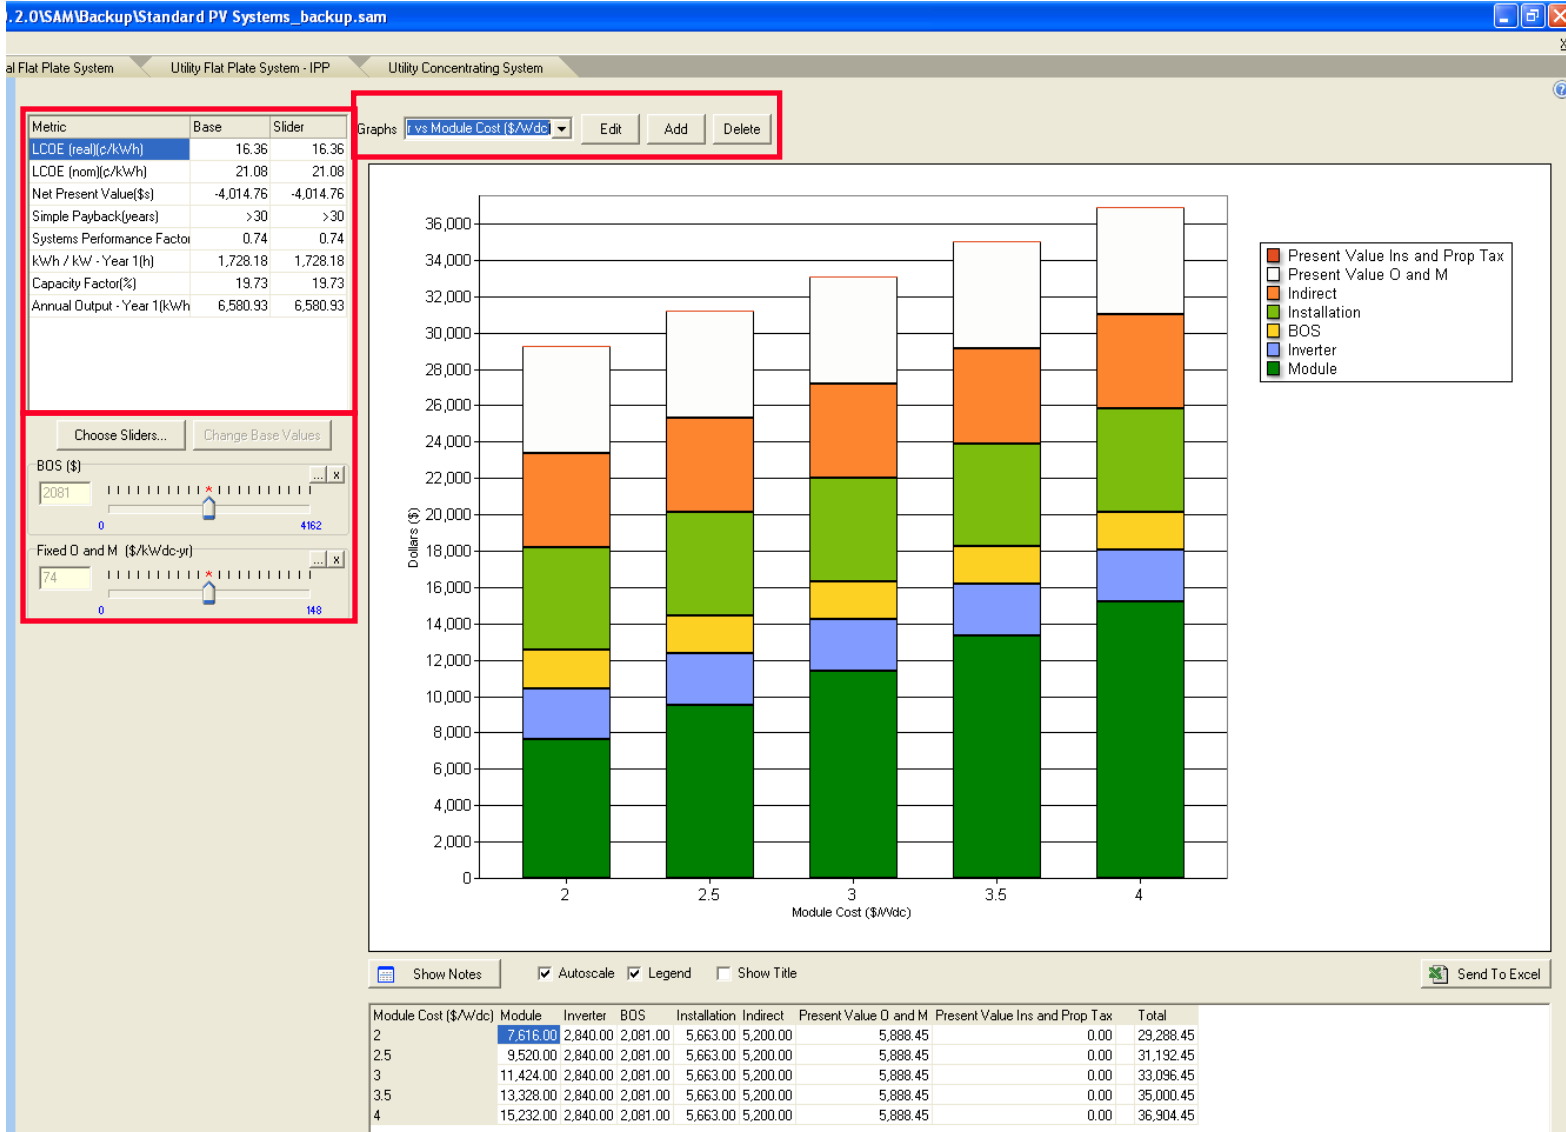 .2.0\SAM\Backup\Standard PV Systems_backup.sam
al Flat Plate System Utility Flat Plate System - IPP Utility Concentrating System
Metric Base Slider
LCOE (real)(c/kWh) 16.36 16.36
LCOE (nom)(c/kWh) 21.08 21.08
Net Present Value($s) -4,014.76 -4,014.76
Simple Payback(years) >30 >30
Systems Performance Factor 0.74 0.74
kWh / kW - Year 1(h) 1,728.18 1,728.18
Capacity Factor(%) 19.73 19.73
Annual Output - Year 1(kWh 6,580.93 6,580.93
Choose Sliders... Change Base Values
BOS ($)
... x
2081
0 4162
Fixed O and M ($/kWdc-yr)
... x
74
0 148
Graphs r vs Module Cost ($/Wdc) Edit Add Delete
36,000
34,000
32,000
30,000
28,000
26,000
24,000
22,000
20,000
18,000
16,000
14,000
12,000
10,000
8,000
6,000
4,000
2,000
0
Dollars ($)
2 2.5 3 3.5 4
Module Cost ($/Wdc)
Present Value Ins and Prop Tax
Present Value O and M
Indirect
Installation
BOS
Inverter
Module
Show Notes Autoscale Legend Show Title Send To Excel
Module Cost ($/Wdc) Module Inverter BOS Installation Indirect Present Value O and M Present Value Ins and Prop Tax Total
2 7,616.00 2,840.00 2,081.00 5,663.00 5,200.00 5,888.45 0.00 29,288.45
2.5 9,520.00 2,840.00 2,081.00 5,663.00 5,200.00 5,888.45 0.00 31,192.45
3 11,424.00 2,840.00 2,081.00 5,663.00 5,200.00 5,888.45 0.00 33,096.45
3.5 13,328.00 2,840.00 2,081.00 5,663.00 5,200.00 5,888.45 0.00 35,000.45
4 15,232.00 2,840.00 2,081.00 5,663.00 5,200.00 5,888.45 0.00 36,904.45